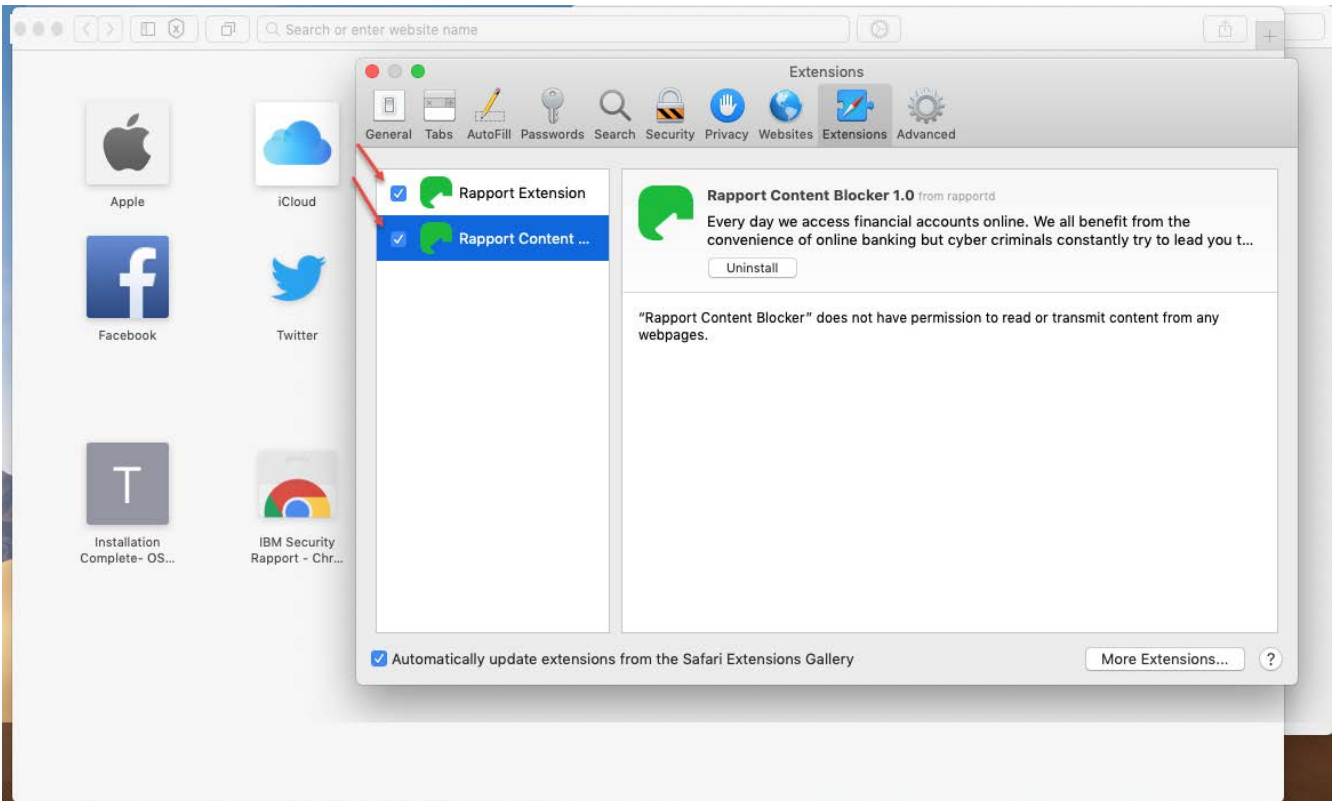 Search or enter website name
Extensions
General Tabs AutoFill Passwords Search Security Privacy Websites Extensions Advanced
Apple
iCloud
Rapport Extension
Rapport Content ...
Rapport Content Blocker 1.0 from rapportd
Every day we access financial accounts online. We all benefit from the
convenience of online banking but cyber criminals constantly try to lead you t...
Uninstall
"Rapport Content Blocker" does not have permission to read or transmit content from any
webpages.
Facebook
Twitter
T
Installation
Complete- OS...
IBM Security
Rapport - Chr...
Automatically update extensions from the Safari Extensions Gallery
More Extensions...
?